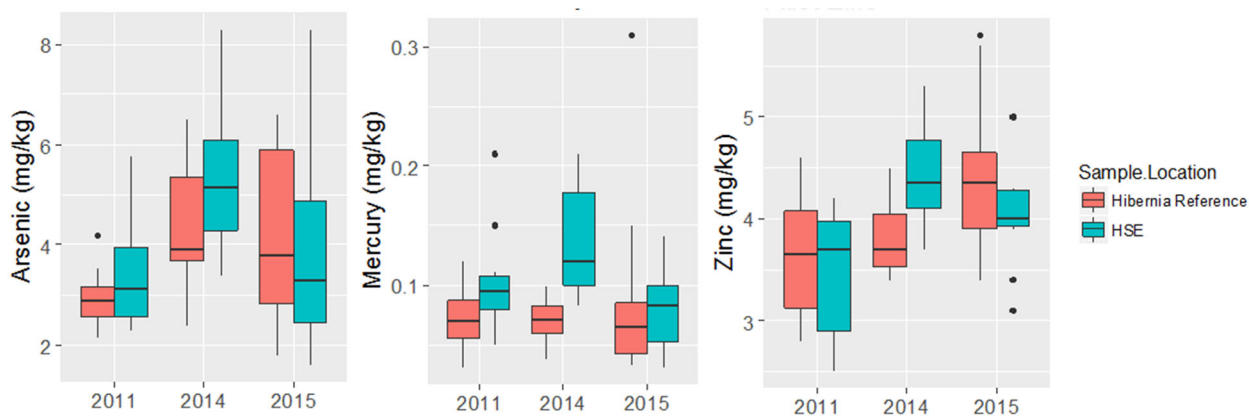 Arsenic (mg/kg)
8
6
4
2
2011 2014 2015
Mercury (mg/kg)
0.3
0.2
0.1
2011 2014 2015
Zinc (mg/kg)
5
4
3
2011 2014 2015
Sample.Location
Hibernia Reference
HSE